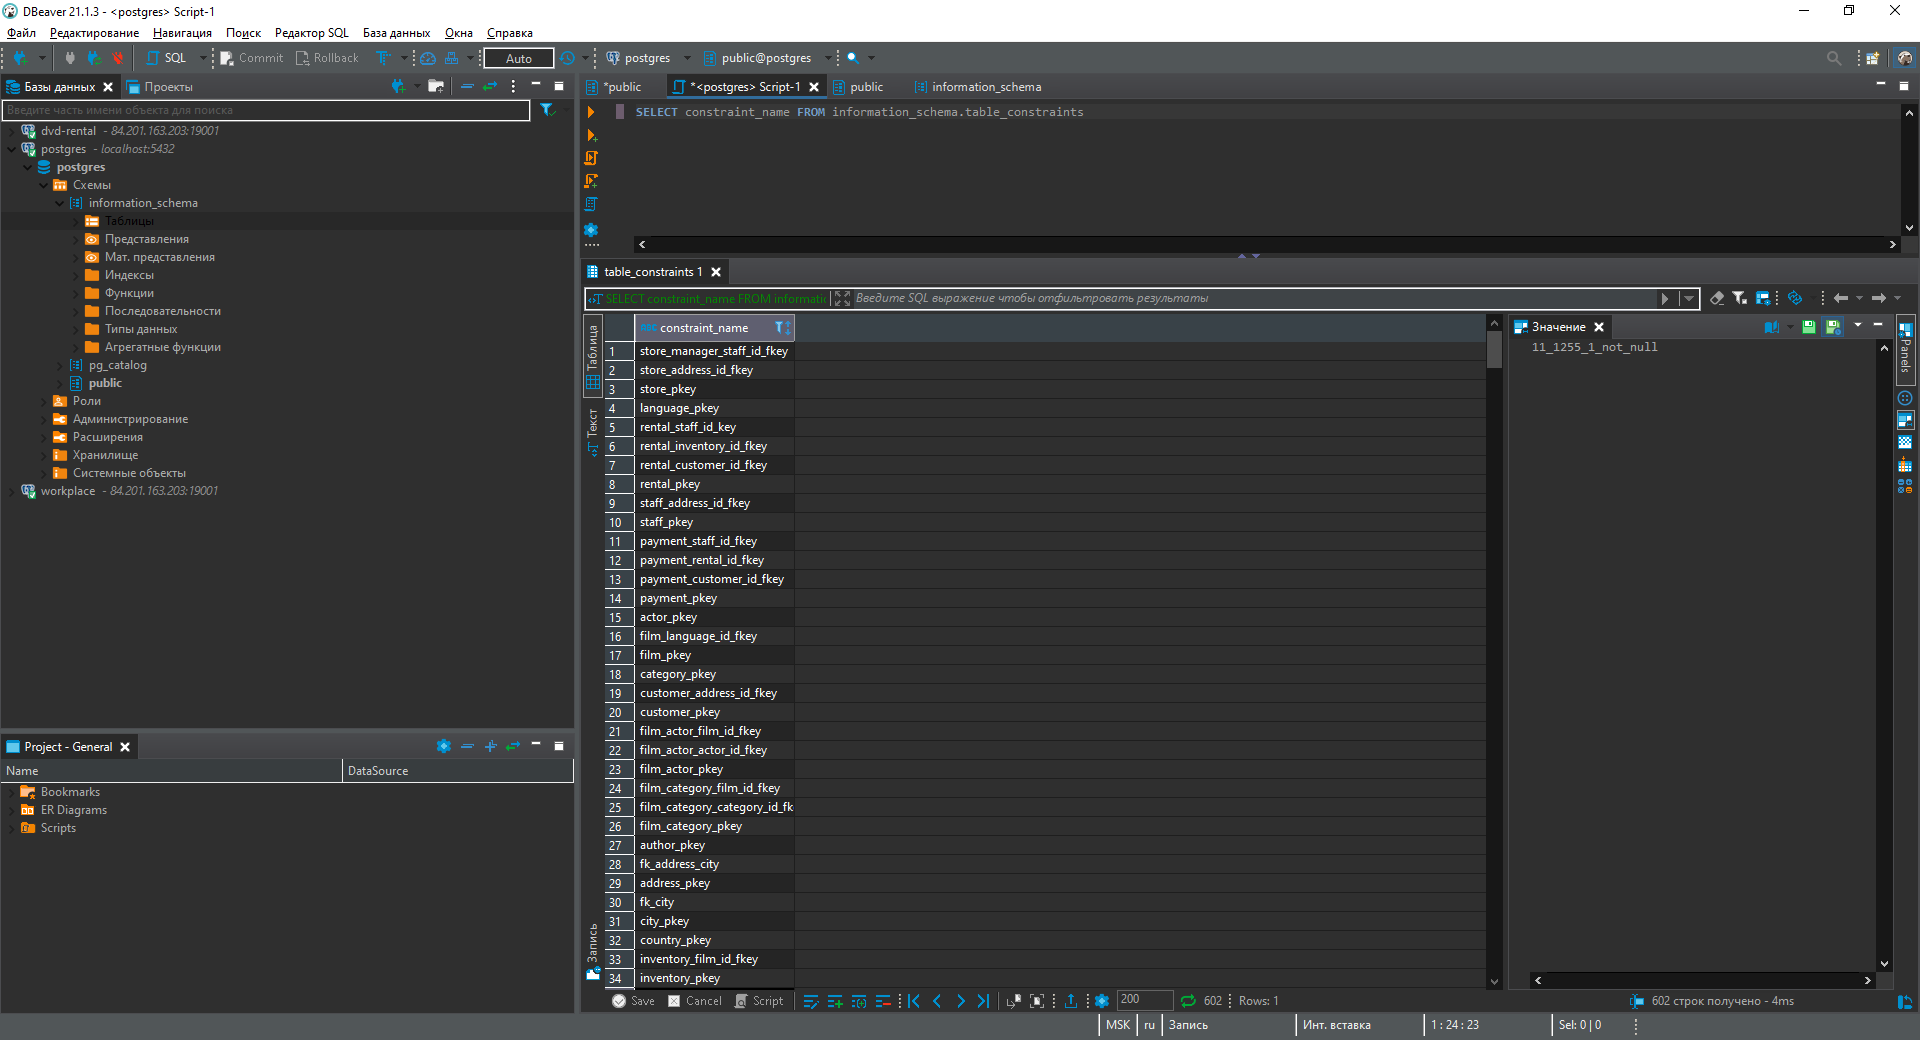 DBeaver 21.1.3 - <postgres> Script-1
Файл Редактирование Навигация Поиск Редактор SQL База данных Окна Справка
SQL Commit Rollback Auto postgres public@postgres
Базы данных Проекты
Введите часть имени объекта для поиска
dvd-rental - 84.201.163.203:19001
postgres - localhost:5432
postgres
Схемы
information_schema
Таблицы
Представления
Мат. представления
Индексы
Функции
Последовательности
Типы данных
Агрегатные функции
pg_catalog
public
Роли
Администрирование
Расширения
Хранилище
Системные объекты
workplace - 84.201.163.203:19001
Project - General
Name DataSource
Bookmarks
ER Diagrams
Scripts
*public *<postgres> Script-1 public information_schema
SELECT constraint_name FROM information_schema.table_constraints
table_constraints 1
SELECT constraint_name FROM informatic Введите SQL выражение чтобы отфильтровать результаты
Таблица
Текст
Запись
constraint_name
1 store_manager_staff_id_fkey
2 store_address_id_fkey
3 store_pkey
4 language_pkey
5 rental_staff_id_key
6 rental_inventory_id_fkey
7 rental_customer_id_fkey
8 rental_pkey
9 staff_address_id_fkey
10 staff_pkey
11 payment_staff_id_fkey
12 payment_rental_id_fkey
13 payment_customer_id_fkey
14 payment_pkey
15 actor_pkey
16 film_language_id_fkey
17 film_pkey
18 category_pkey
19 customer_address_id_fkey
20 customer_pkey
21 film_actor_film_id_fkey
22 film_actor_actor_id_fkey
23 film_actor_pkey
24 film_category_film_id_fkey
25 film_category_category_id_fk
26 film_category_pkey
27 author_pkey
28 fk_address_city
29 address_pkey
30 fk_city
31 city_pkey
32 country_pkey
33 inventory_film_id_fkey
34 inventory_pkey
Значение
11_1255_1_not_null
Panels
Save Cancel Script 200 602 Rows: 1
602 строк получено - 4ms
MSK ru Запись Инт. вставка 1 : 24 : 23 Sel: 0 | 0